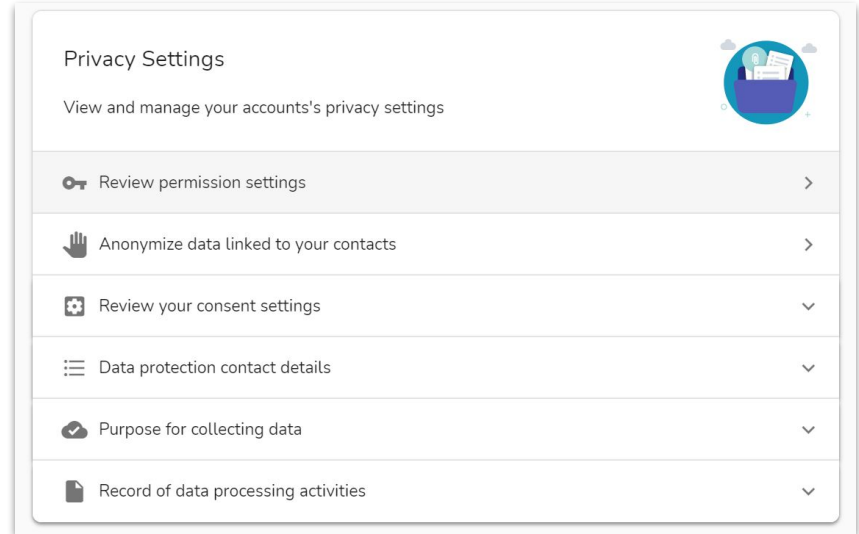 Privacy Settings
View and manage your accounts's privacy settings
Review permission settings
Anonymize data linked to your contacts
Review your consent settings
Data protection contact details
Purpose for collecting data
Record of data processing activities